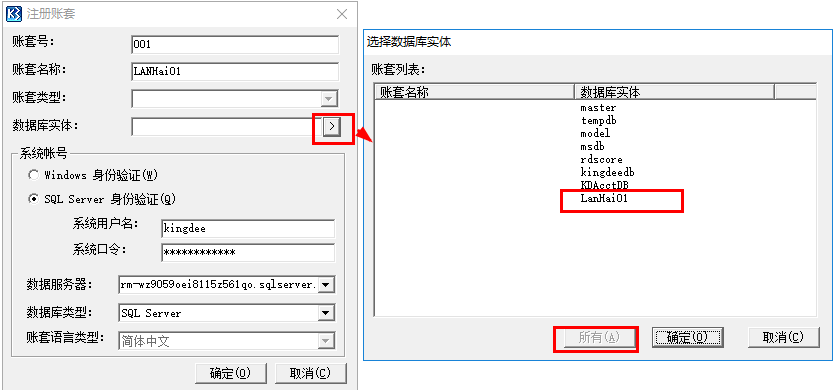 注册账套
账套号:
001
账套名称:
LANHai01
账套类型:
数据库实体:
>
系统帐号
Windows 身份验证(W)
SQL Server 身份验证(Q)
系统用户名:
kingdee
系统口令:
************
数据服务器:
rm-wz9059oei8115z561qo.sqlserver.
数据库类型:
SQL Server
账套语言类型:
简体中文
确定(O)
取消(C)
选择数据库实体
账套列表:
账套名称
数据库实体
master
tempdb
model
msdb
rdscore
kingdeedb
KDAcctDB
LanHai01
所有(A)
确定(O)
取消(C)